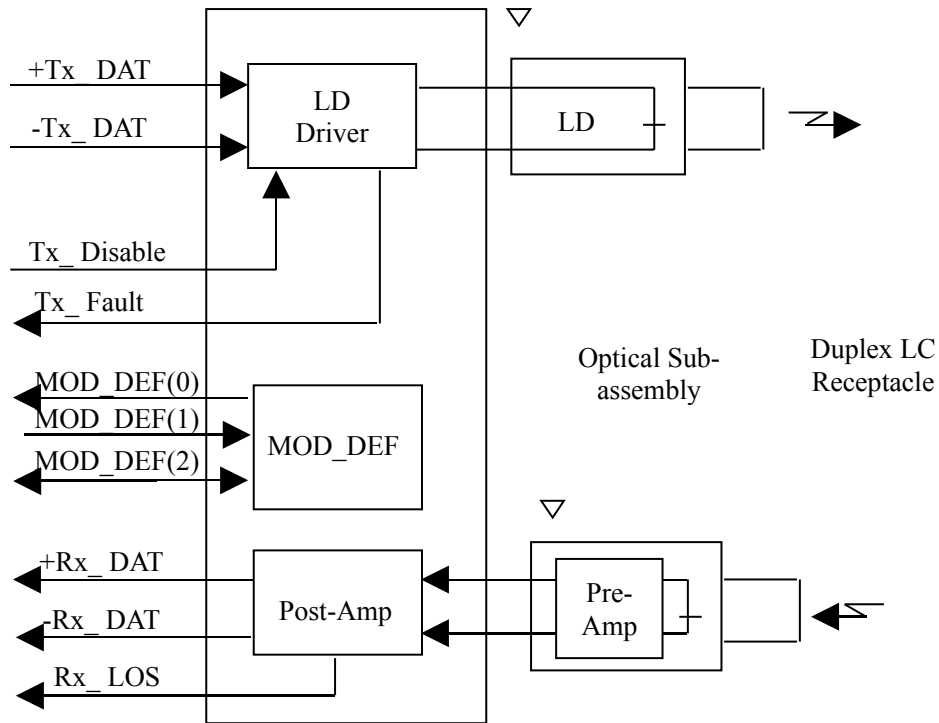 +Tx_ DAT
LD
Driver
LD
-Tx_ DAT
Tx_ Disable
Tx_ Fault
Optical Sub-
assembly
Duplex LC
Receptacle
MOD_DEF(0)
MOD_DEF(1)
MOD_DEF(2)
MOD_DEF
+Rx_ DAT
-Rx_ DAT
Rx_ LOS
Post-Amp
Pre-
Amp